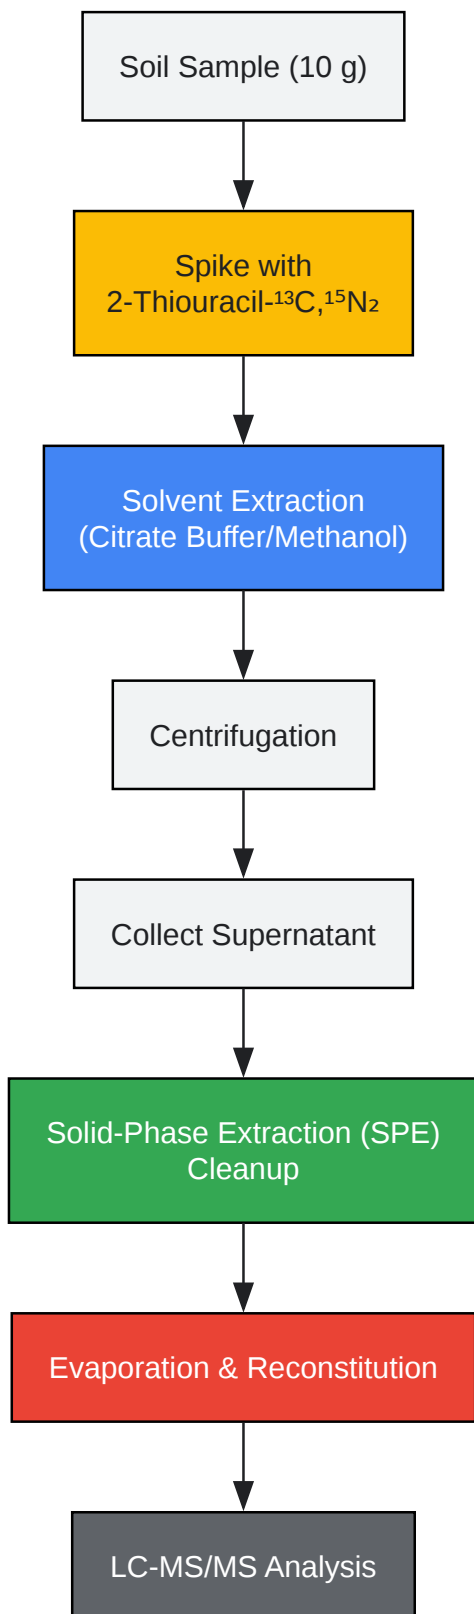 Soil Sample (10 g)
Spike with
2-Thiouracil-¹³C,¹⁵N₂
Solvent Extraction
(Citrate Buffer/Methanol)
Centrifugation
Collect Supernatant
Solid-Phase Extraction (SPE)
Cleanup
Evaporation & Reconstitution
LC-MS/MS Analysis